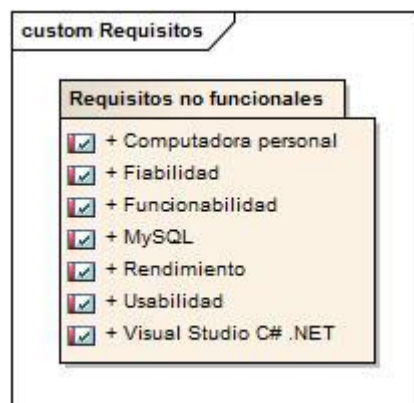 custom Requisitos
Requisitos no funcionales
+ Computadora personal
+ Fiabilidad
+ Funcionabilidad
+ MySQL
+ Rendimiento
+ Usabilidad
+ Visual Studio C# .NET